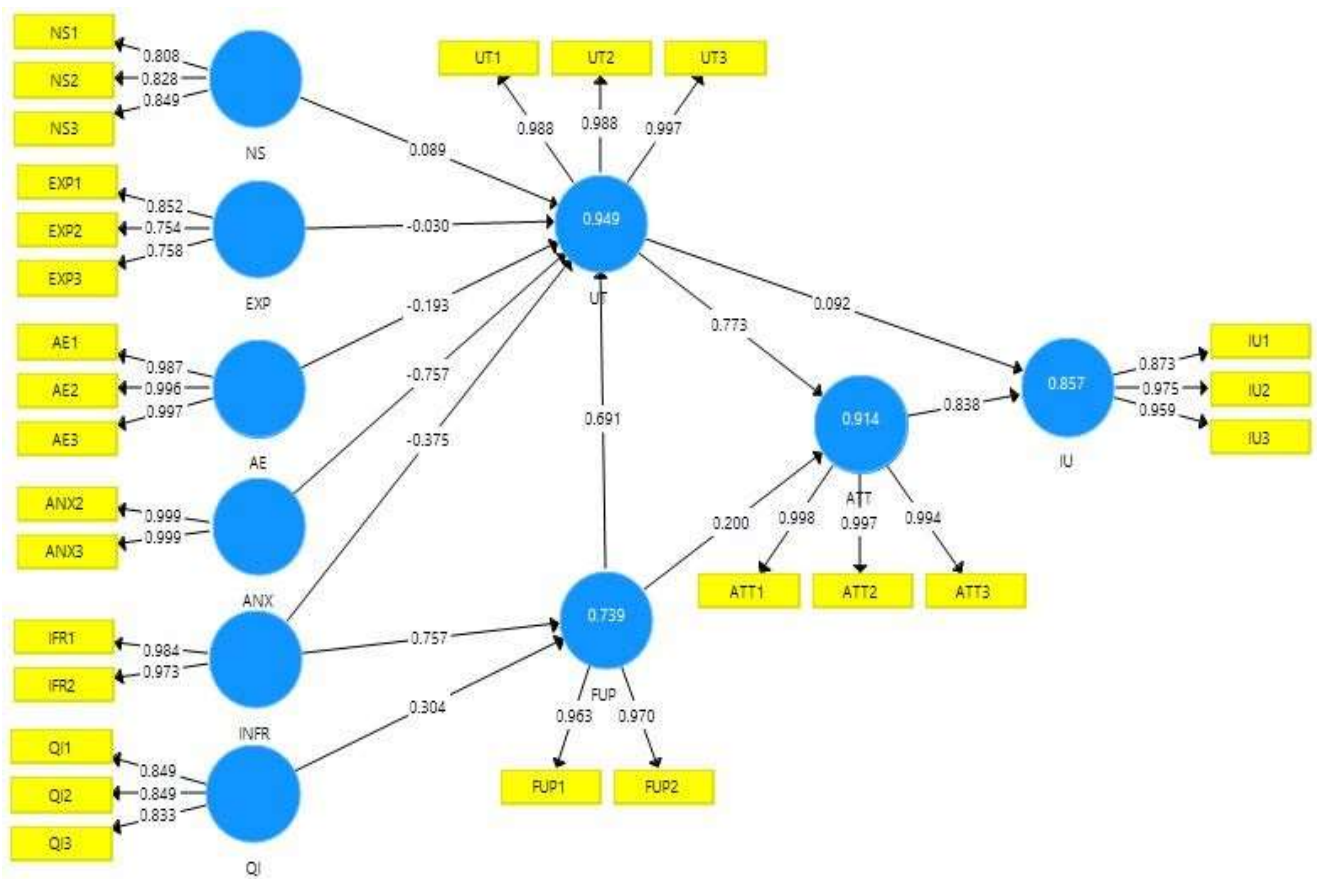 NS1
NS2
NS3
0.808
0.828
0.849
NS
EXP1
EXP2
EXP3
0.852
0.754
0.758
EXP
AE1
AE2
AE3
0.987
0.996
0.997
AE
ANX2
ANX3
0.999
0.999
ANX
IFR1
IFR2
0.984
0.973
INFR
QI1
QI2
QI3
0.849
0.849
0.833
QI
0.089
-0.030
-0.193
-0.757
-0.375
0.757
0.304
UT1
UT2
UT3
0.988
0.988
0.997
0.949
UT
0.691
0.739
FUP
0.963
0.970
FUP1
FUP2
0.092
0.773
0.200
0.914
ATT
0.998
0.997
0.994
ATT1
ATT2
ATT3
0.838
0.857
IU
0.873
0.975
0.959
IU1
IU2
IU3